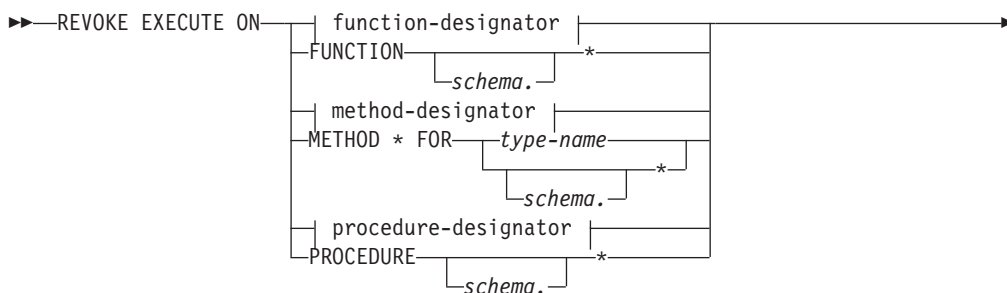 REVOKE EXECUTE ON function-designator
FUNCTION *
schema.
method-designator
METHOD * FOR type-name
*
schema.
procedure-designator
PROCEDURE *
schema.